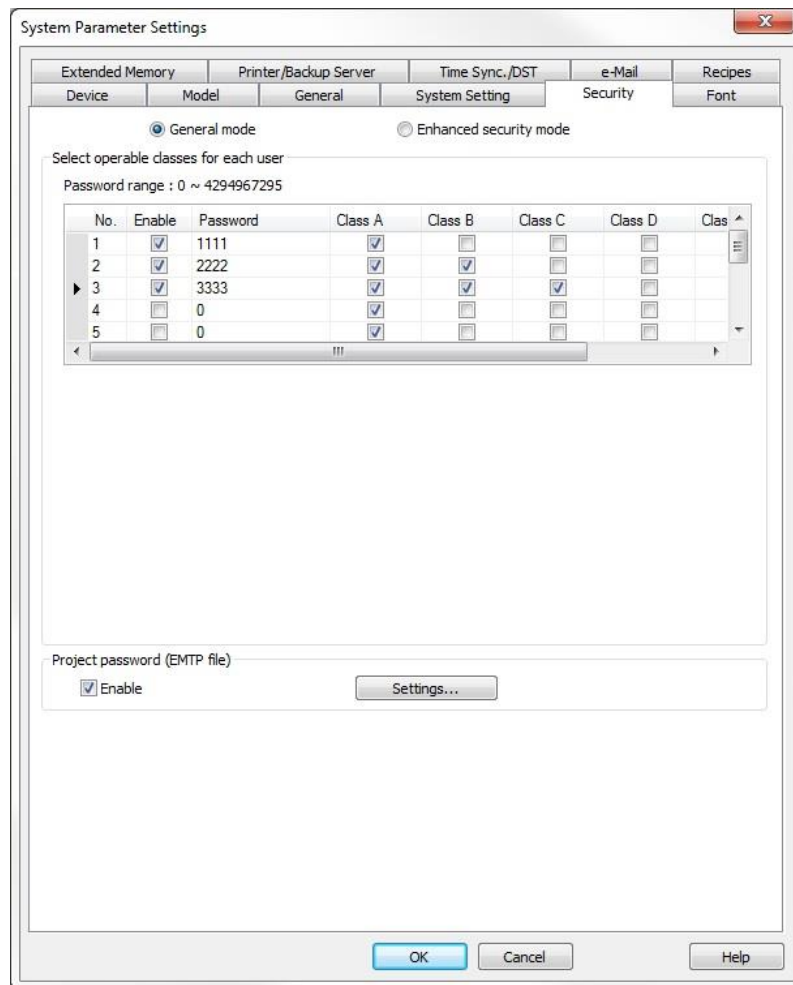 System Parameter Settings
Extended Memory Printer/Backup Server Time Sync./DST e-Mail Recipes
Device Model General System Setting Security Font
General mode Enhanced security mode
Select operable classes for each user
Password range : 0 ~ 4294967295
No. Enable Password Class A Class B Class C Class D Clas
1 1111
2 2222
3 3333
4 0
5 0
Project password (EMTP file)
Enable Settings...
OK Cancel Help